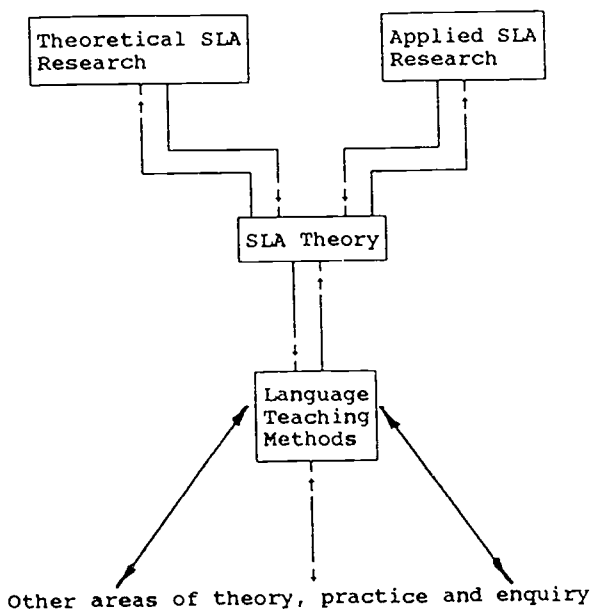 Theoretical SLA
Research
Applied SLA
Research
SLA Theory
Language
Teaching
Methods
Other areas of theory, practice and enquiry